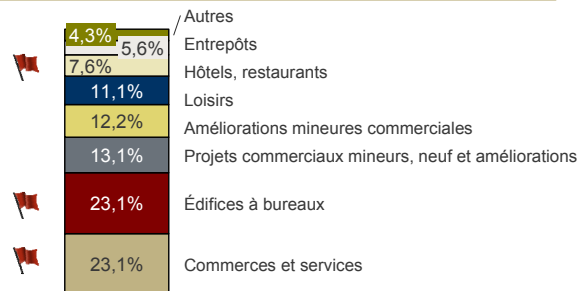 Autres
4,3%
5,6%
Entrepôts
7,6%
Hôtels, restaurants
11,1%
Loisirs
12,2%
Améliorations mineures commerciales
13,1%
Projets commerciaux mineurs, neuf et améliorations
23,1%
Édifices à bureaux
23,1%
Commerces et services